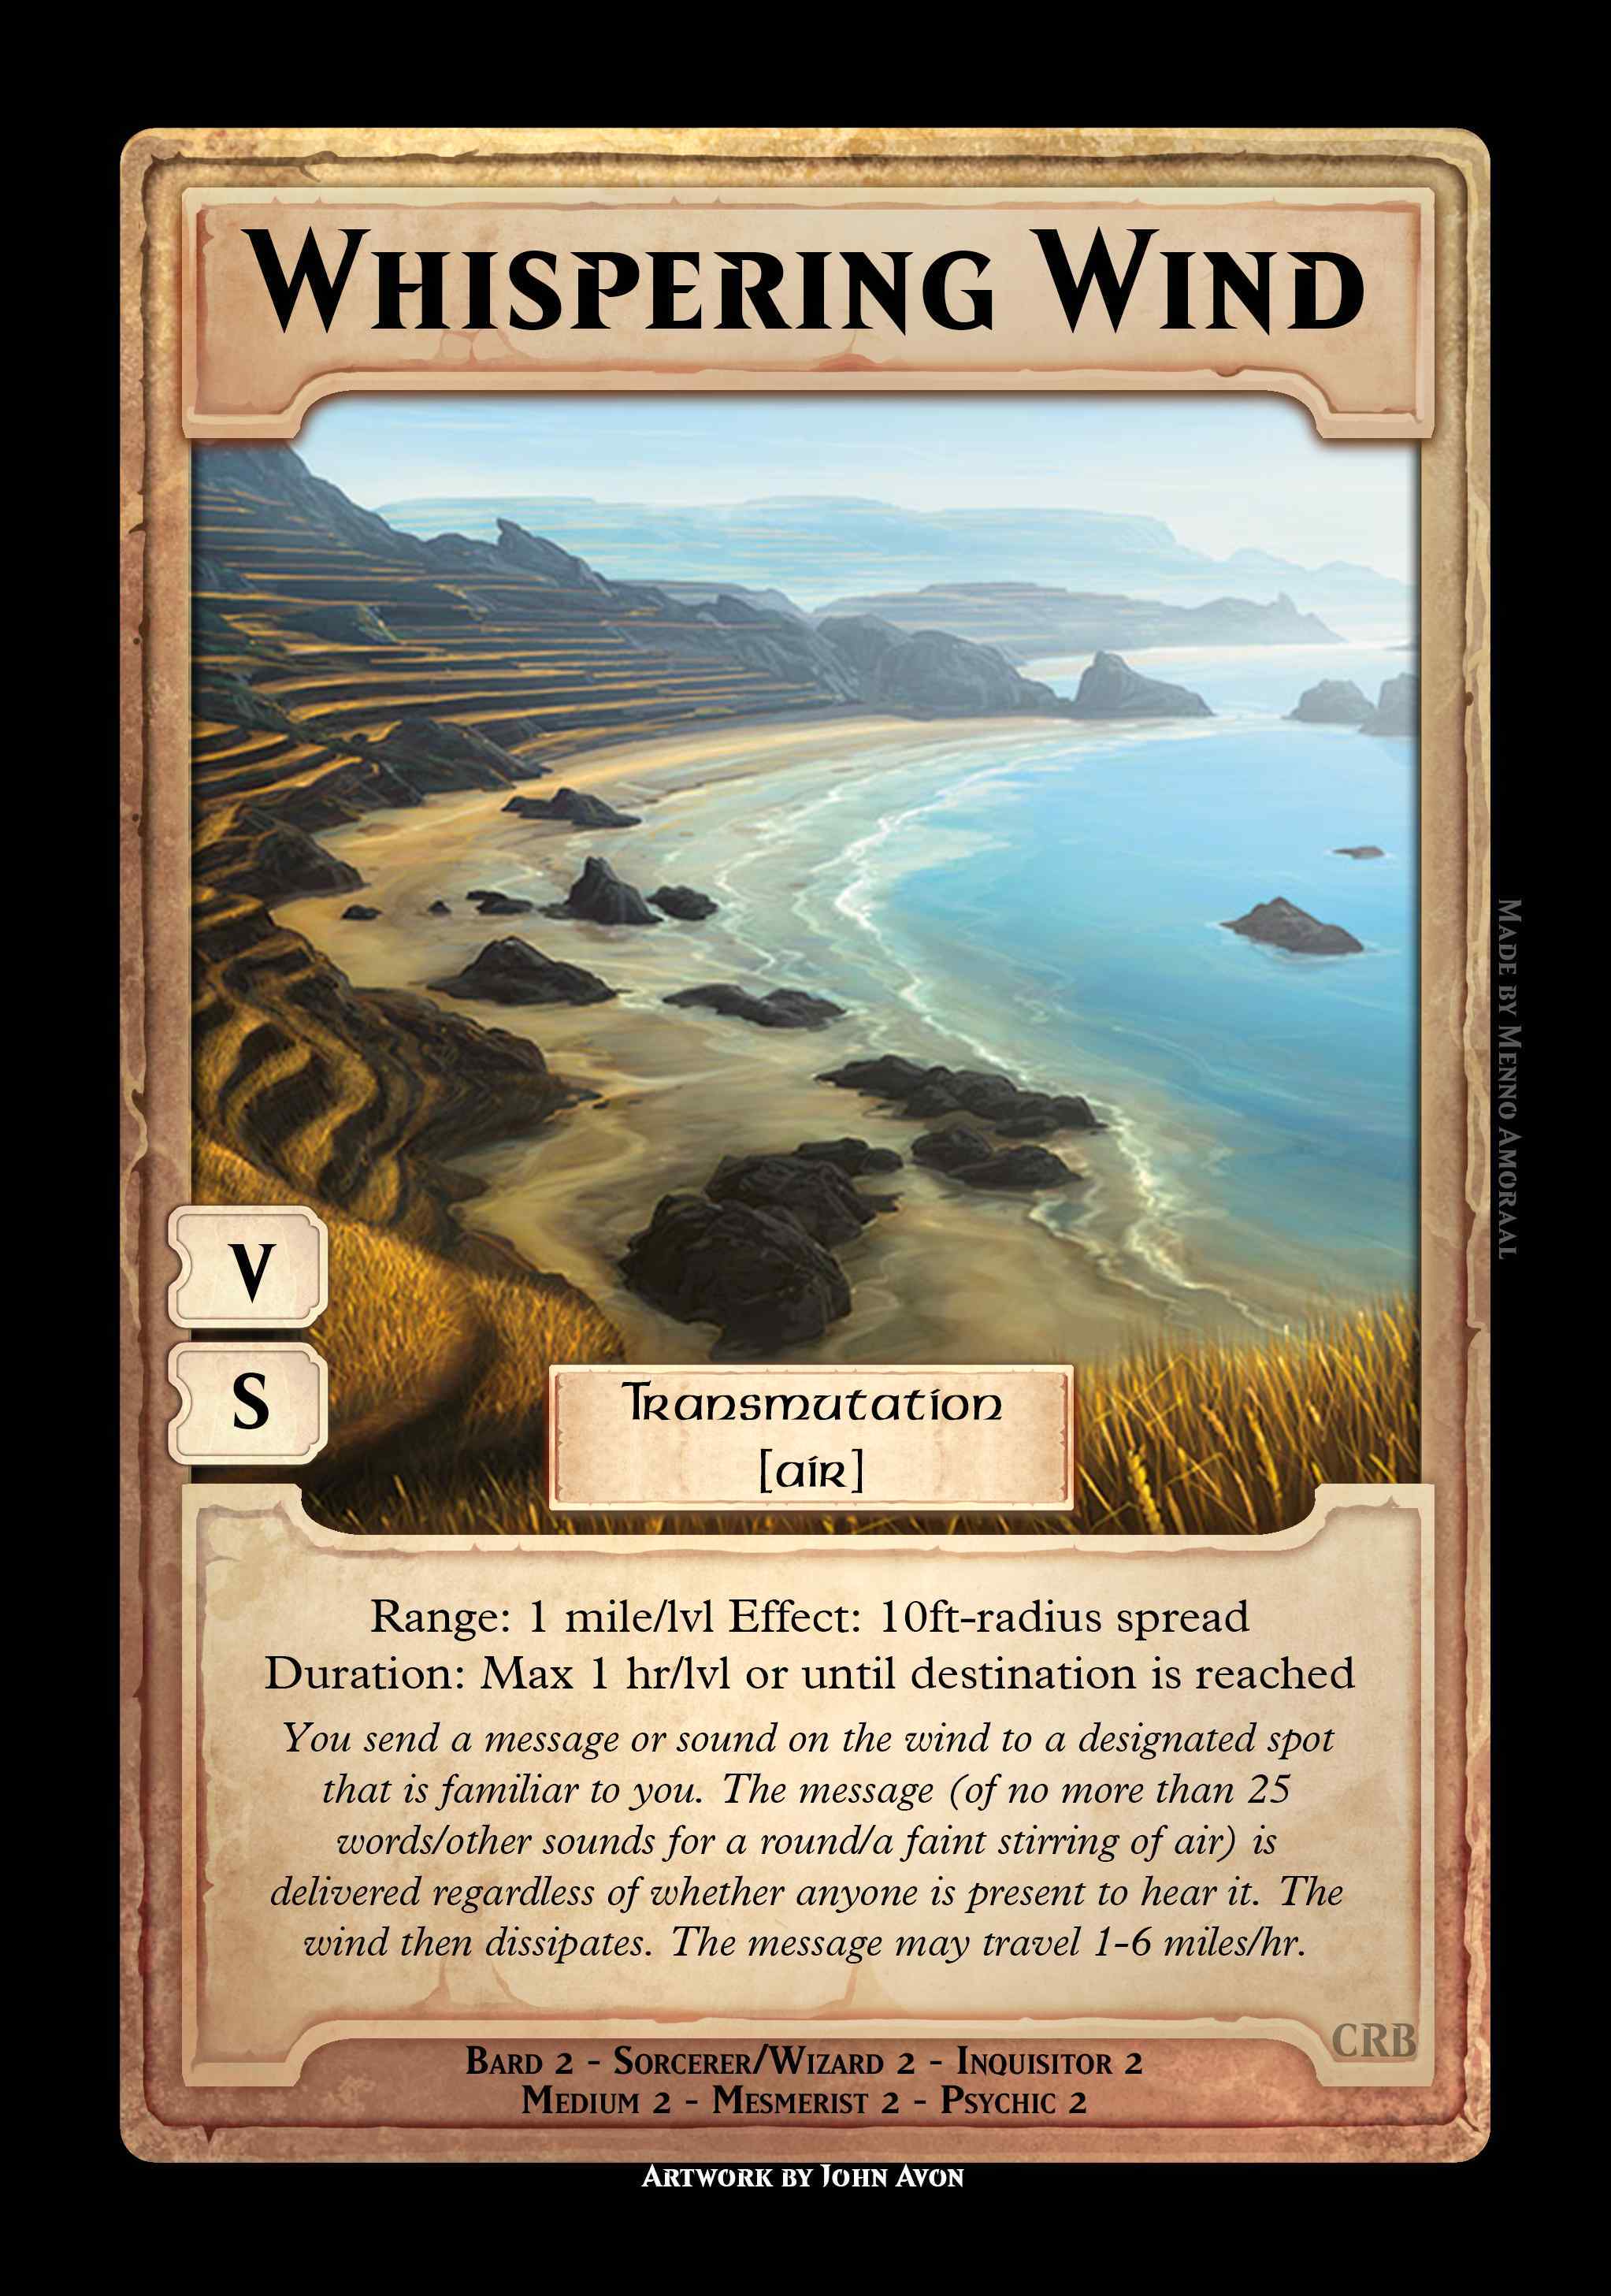 Whispering Wind
V
S
Transmutation
[air]
Range: 1 mile/lvl Effect: 10ft-radius spread
Duration: Max 1 hr/lvl or until destination is reached
You send a message or sound on the wind to a designated spot
that is familiar to you. The message (of no more than 25
words/other sounds for a round/a faint stirring of air) is
delivered regardless of whether anyone is present to hear it. The
wind then dissipates. The message may travel 1-6 miles/hr.
CRB
Bard 2 - Sorcerer/Wizard 2 - Inquisitor 2
Medium 2 - Mesmerist 2 - Psychic 2
Artwork by John Avon
Made by Menno Amoraal